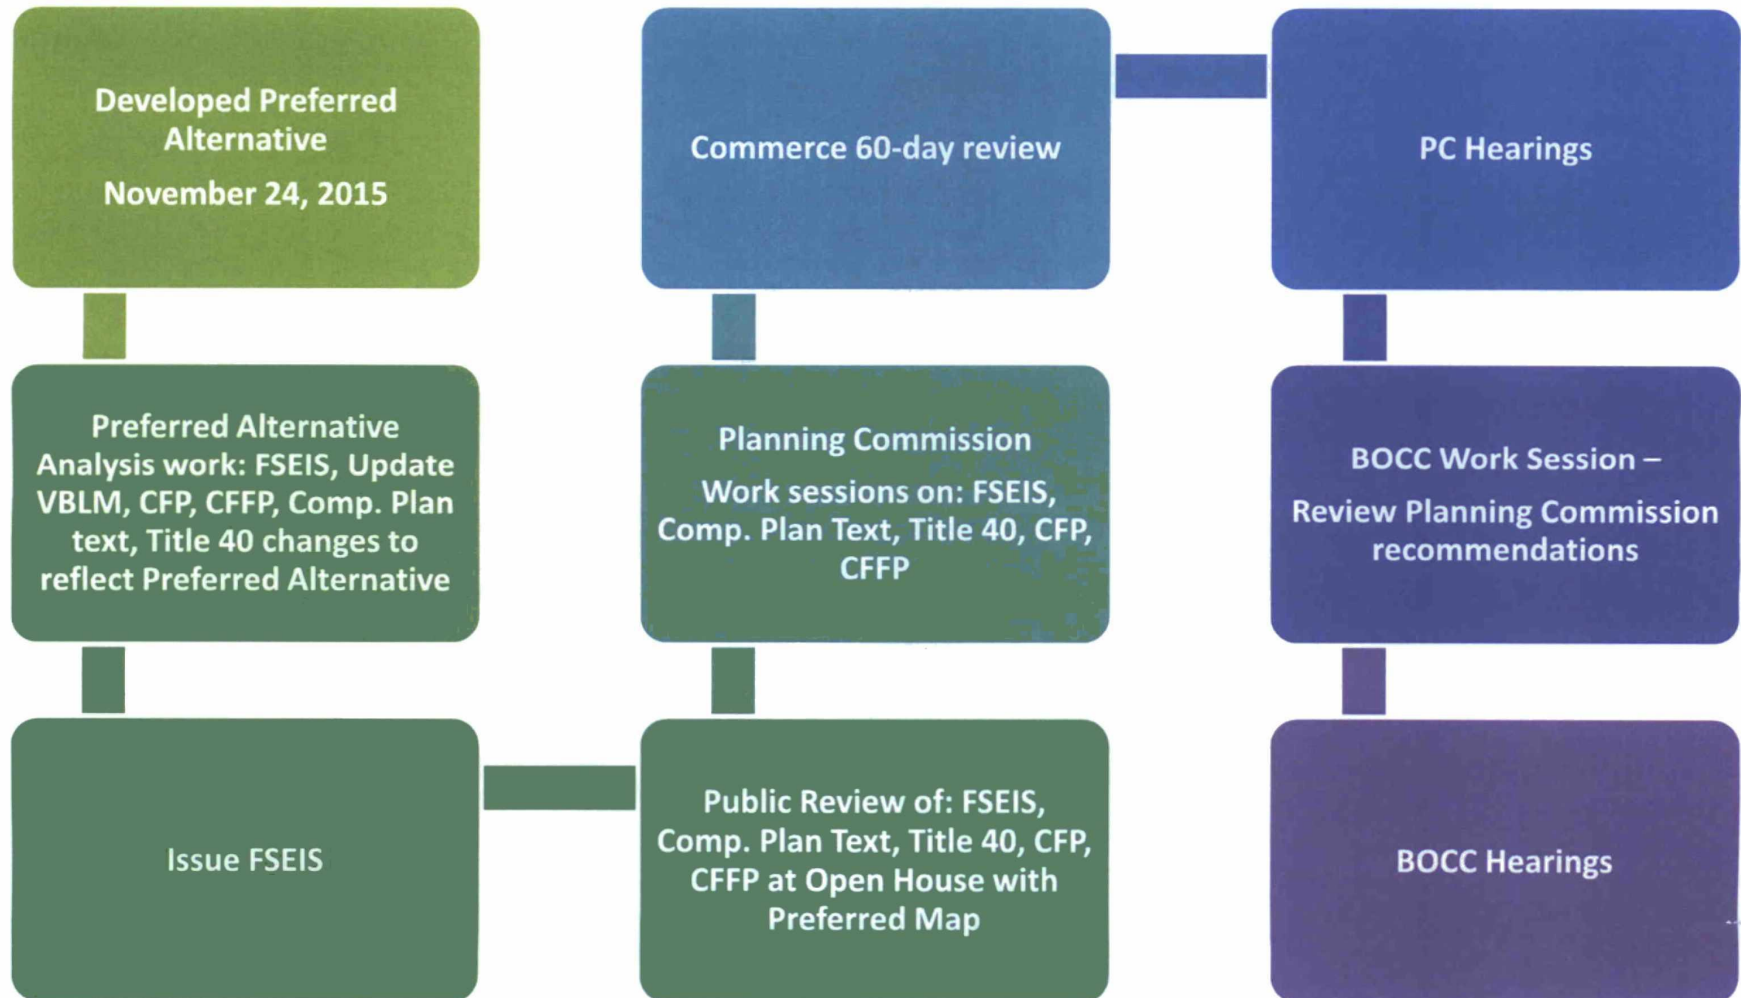 Developed Preferred
Alternative
November 24, 2015
Preferred Alternative
Analysis work: FSEIS, Update
VBLM, CFP, CFFP, Comp. Plan
text, Title 40 changes to
reflect Preferred Alternative
Issue FSEIS
Public Review of: FSEIS,
Comp. Plan Text, Title 40, CFP,
CFFP at Open House with
Preferred Map
Planning Commission
Work sessions on: FSEIS,
Comp. Plan Text, Title 40, CFP,
CFFP
Commerce 60-day review
PC Hearings
BOCC Work Session –
Review Planning Commission
recommendations
BOCC Hearings